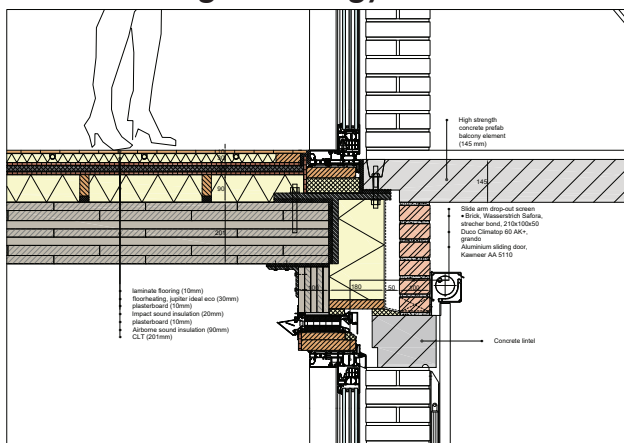 High strength
concrete prefab
balcony element
(145 mm)
145
90
201
Slide arm drop-out screen
Brick, Wasserstrich Safora,
strecher bond, 210x100x50
Duco Climatop 60 AK+,
grando
Aluminium sliding door,
Kawneer AA 5110
180
50
100
laminate flooring (10mm)
floorheating, jupiter ideal eco (30mm)
plasterboard (10mm)
Impact sound insulation (20mm)
plasterboard (10mm)
Airborne sound insulation (90mm)
CLT (201mm)
Concrete lintel